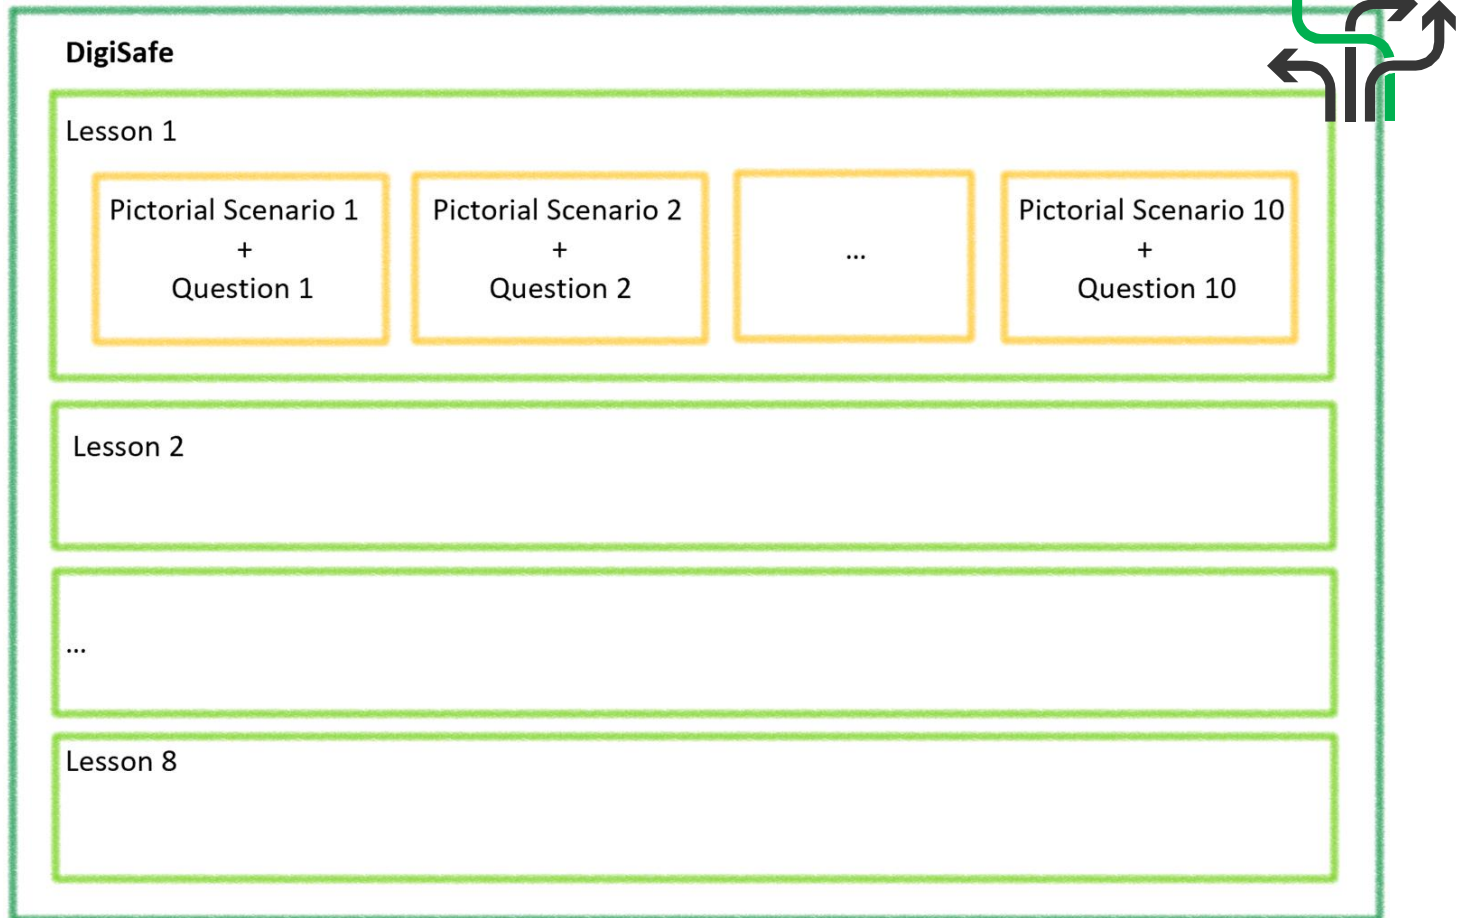 DigiSafe
Lesson 1
Pictorial Scenario 1
+
Question 1
Pictorial Scenario 2
+
Question 2
...
Pictorial Scenario 10
+
Question 10
Lesson 2
...
Lesson 8